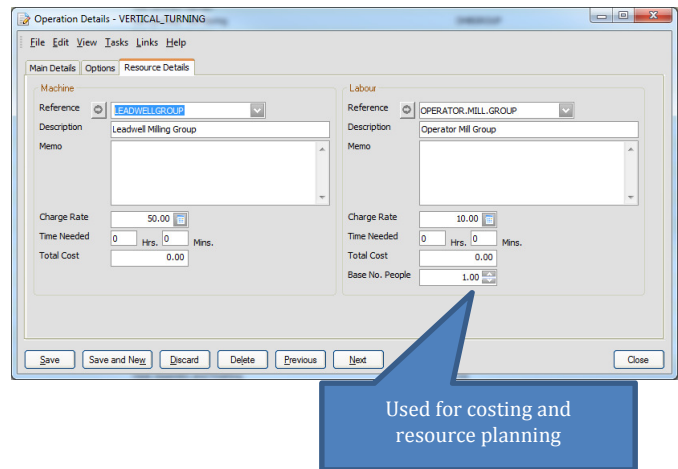 Operation Details - VERTICAL_TURNING
File Edit View Tasks Links Help
Main Details Options Resource Details
Machine
Reference LEADWELLGROUP
Description Leadwell Milling Group
Memo
Charge Rate 50.00
Time Needed 0 Hrs. 0 Mins.
Total Cost 0.00
Labour
Reference OPERATOR.MILL.GROUP
Description Operator Mill Group
Memo
Charge Rate 10.00
Time Needed 0 Hrs. 0 Mins.
Total Cost 0.00
Base No. People 1.00
Save Save and New Discard Delete Previous Next Close
Used for costing and
resource planning